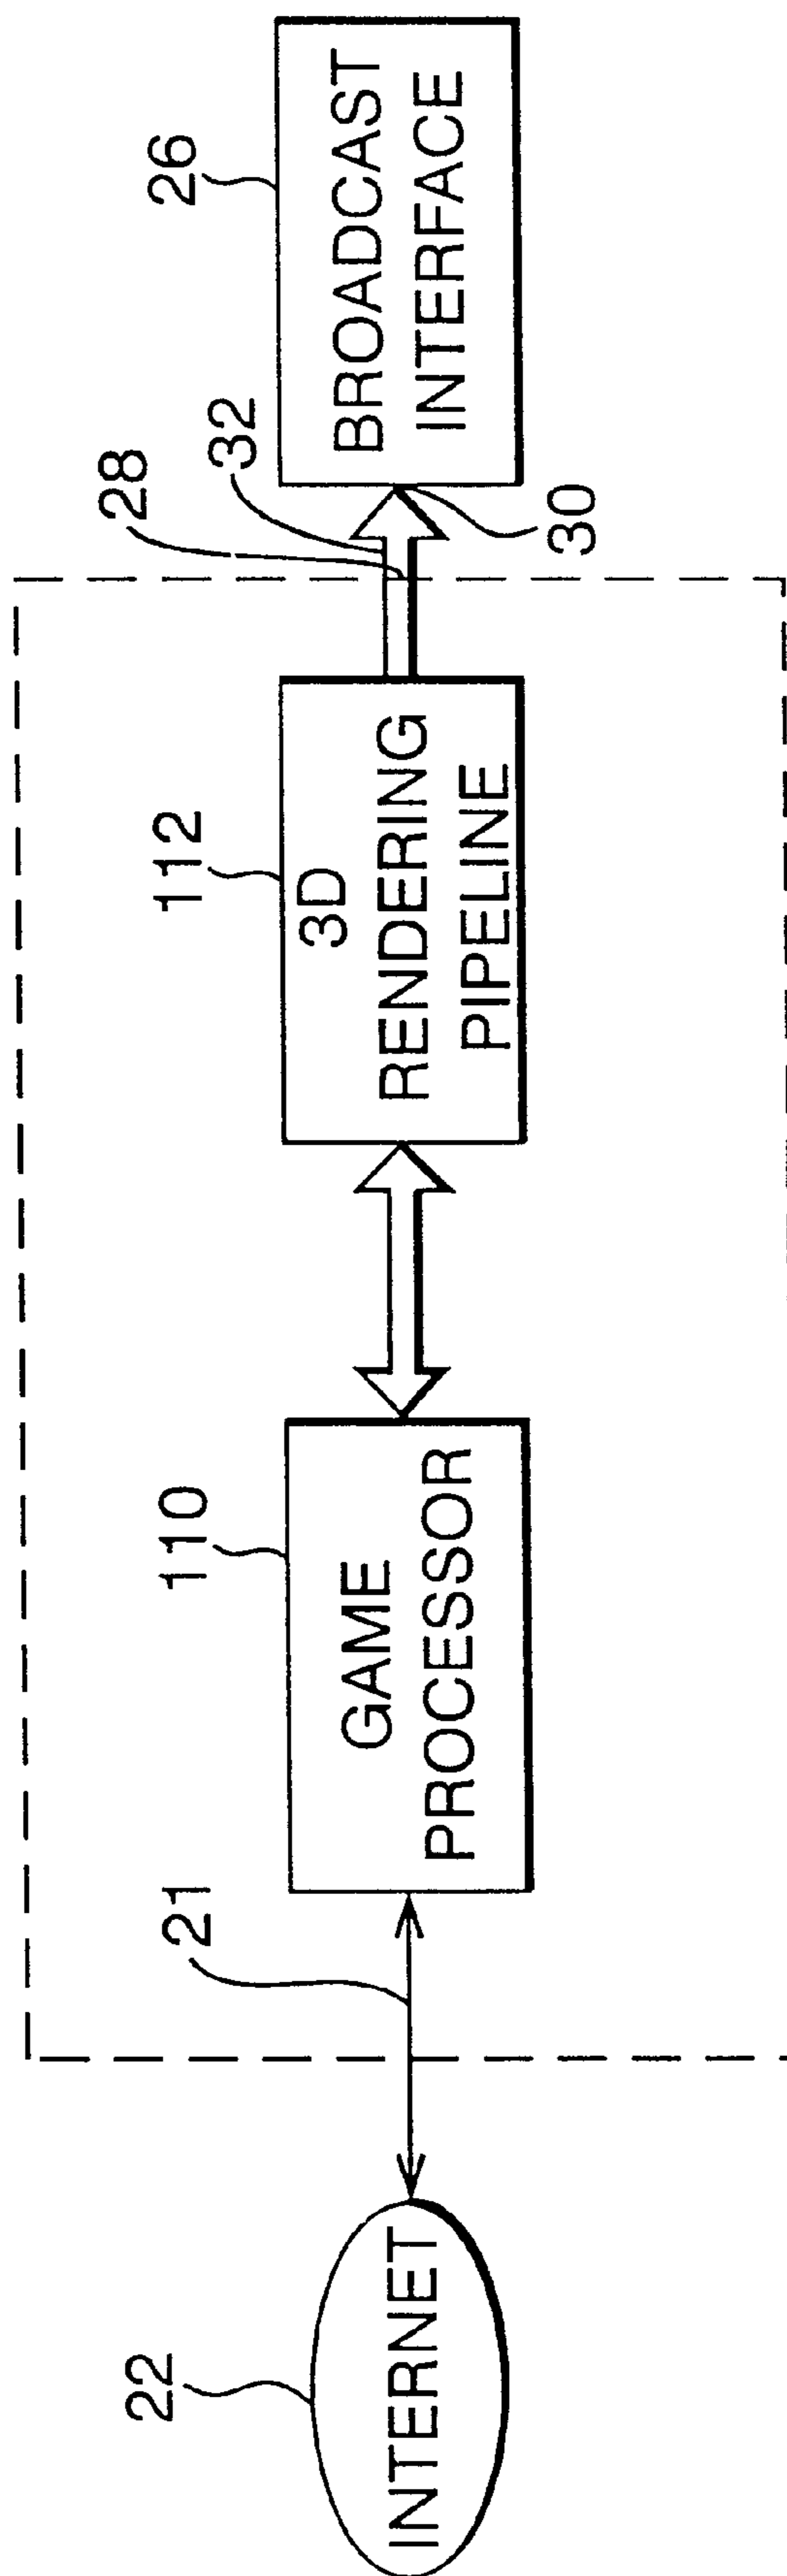 22
INTERNET
21
110
GAME
PROCESSOR
112
3D
RENDERING
PIPELINE
28
32
30
26
BROADCAST
INTERFACE